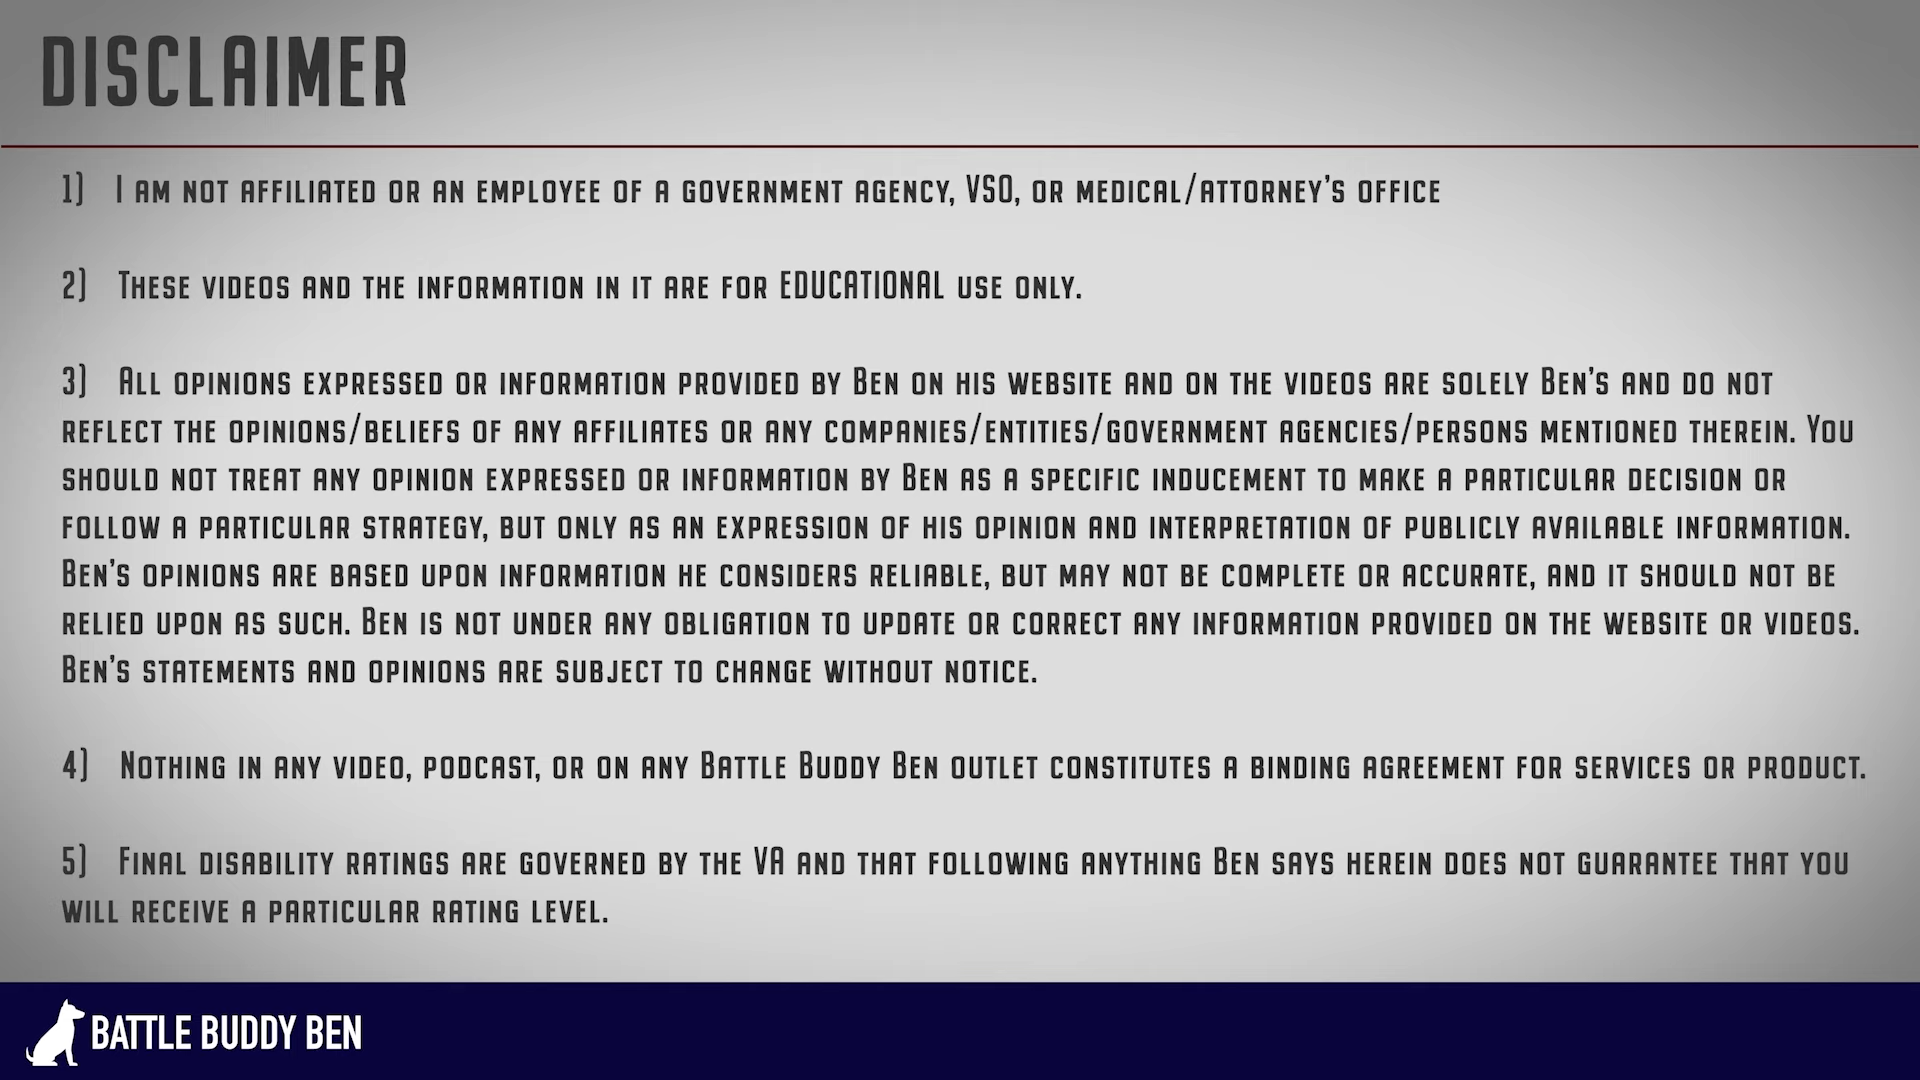 DISCLAIMER
1) I am not affiliated or an employee of a government agency, VSO, or medical/attorney's office
2) These videos and the information in it are for EDUCATIONAL use only.
3) All opinions expressed or information provided by Ben on his website and on the videos are solely Ben's and do not
reflect the opinions/beliefs of any affiliates or any companies/entities/government agencies/persons mentioned therein. You
should not treat any opinion expressed or information by Ben as a specific inducement to make a particular decision or
follow a particular strategy, but only as an expression of his opinion and interpretation of publicly available information.
Ben's opinions are based upon information he considers reliable, but may not be complete or accurate, and it should not be
relied upon as such. Ben is not under any obligation to update or correct any information provided on the website or videos.
Ben's statements and opinions are subject to change without notice.
4) Nothing in any video, podcast, or on any Battle Buddy Ben outlet constitutes a binding agreement for services or product.
5) Final disability ratings are governed by the VA and that following anything Ben says herein does not guarantee that you
will receive a particular rating level.
BATTLE BUDDY BEN